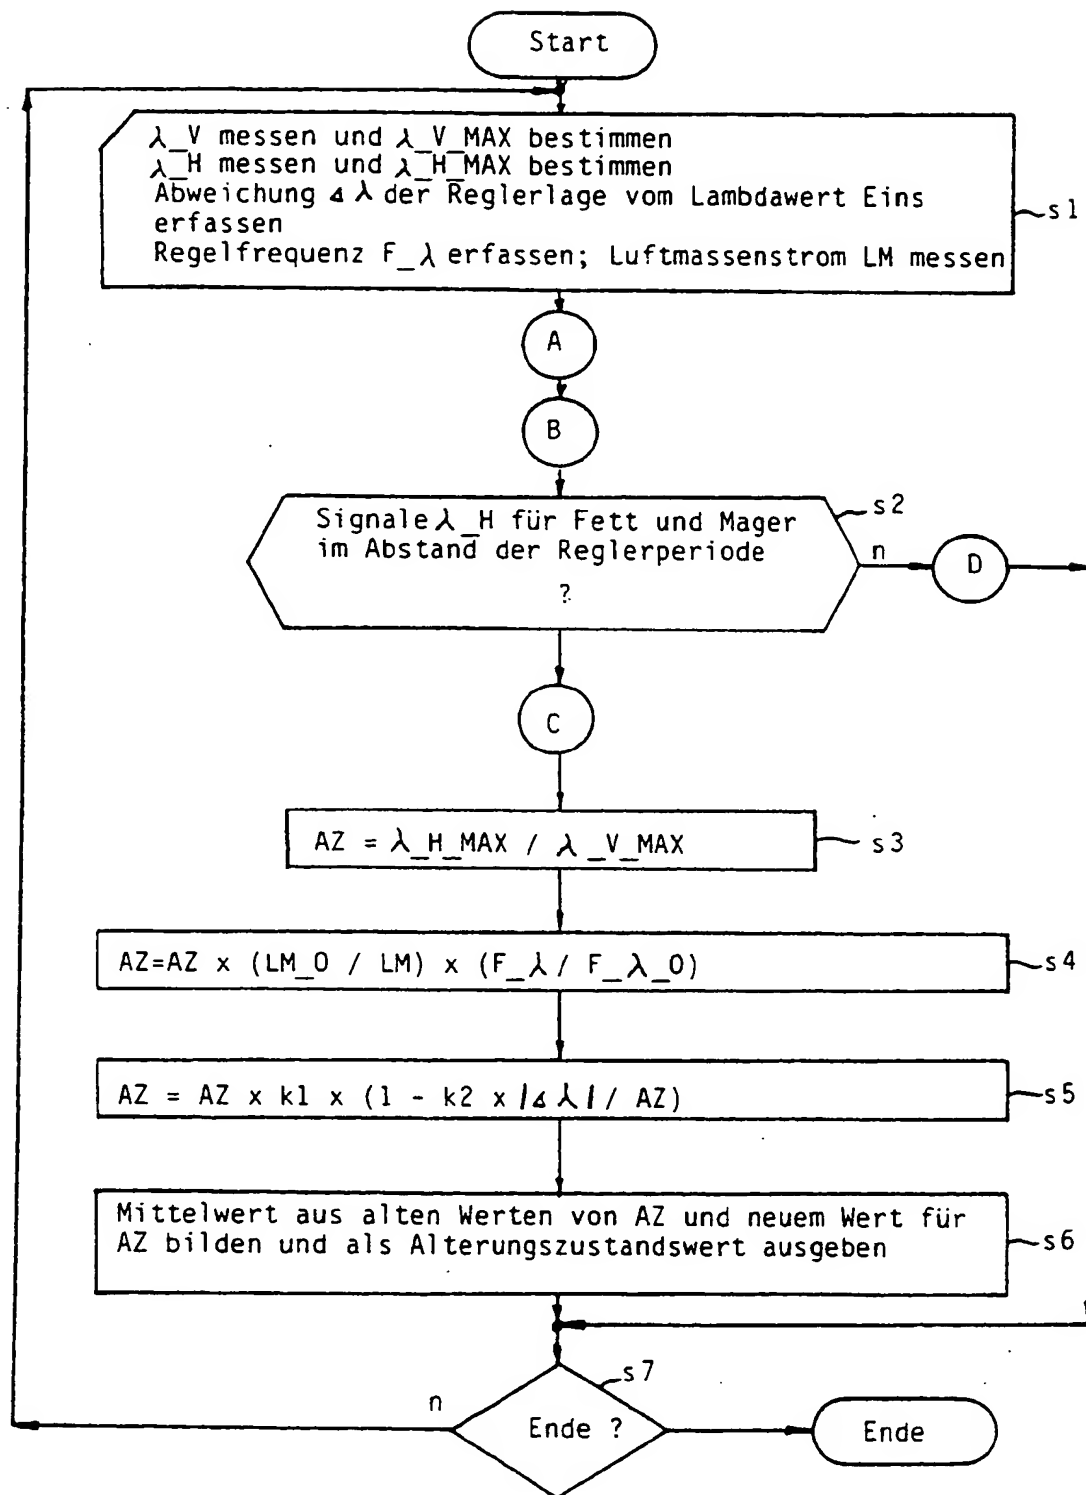 Start
λ_V messen und λ_V_MAX bestimmen
λ_H messen und λ_H_MAX bestimmen
Abweichung Δλ der Reglerlage vom Lambdawert Eins
erfassen
Regelfrequenz F_λ erfassen; Luftmassenstrom LM messen
s1
A
B
Signale λ_H für Fett und Mager
im Abstand der Reglerperiode
?
s2
n
D
C
AZ = λ_H_MAX / λ_V_MAX
s3
AZ=AZ x (LM_0 / LM) x (F_λ/ F_λ_0)
s4
AZ = AZ x k1 x (1 - k2 x |Δλ|/ AZ)
s5
Mittelwert aus alten Werten von AZ und neuem Wert für
AZ bilden und als Alterungszustandswert ausgeben
s6
s7
n
Ende ?
Ende